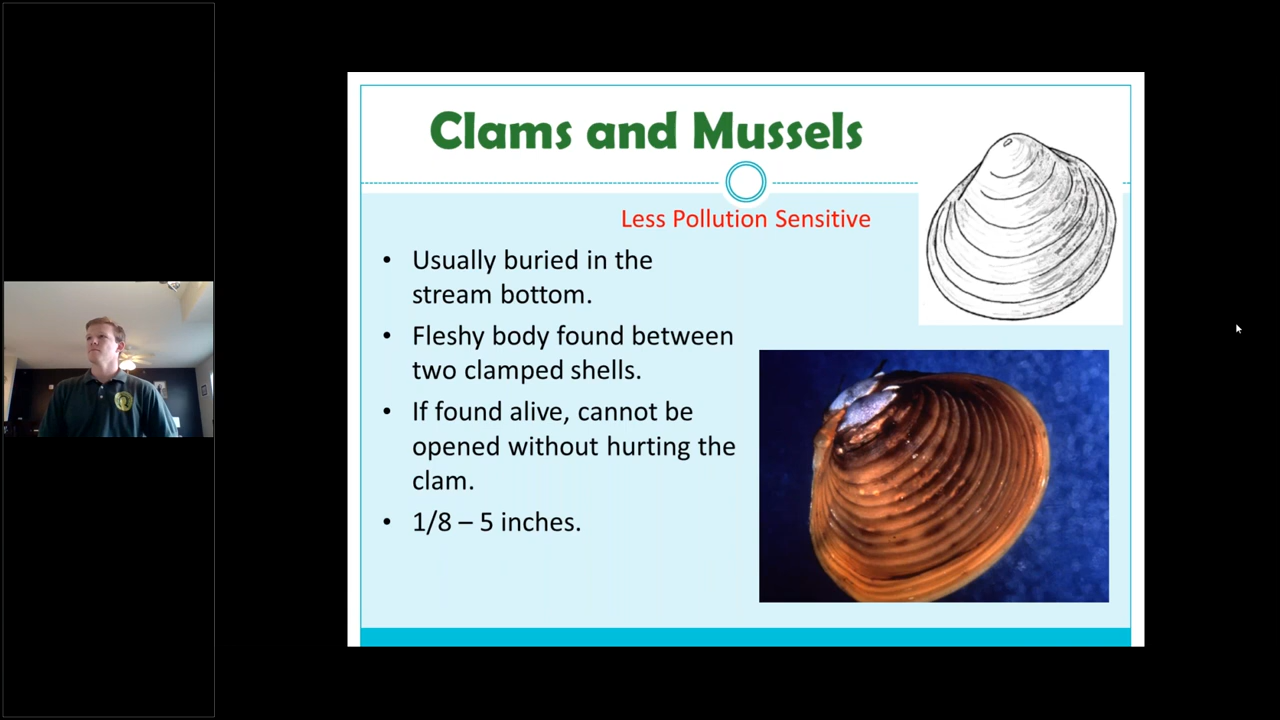 Clams and Mussels
Less Pollution Sensitive
• Usually buried in the
stream bottom.
• Fleshy body found between
two clamped shells.
• If found alive, cannot be
opened without hurting the
clam.
• 1/8 – 5 inches.